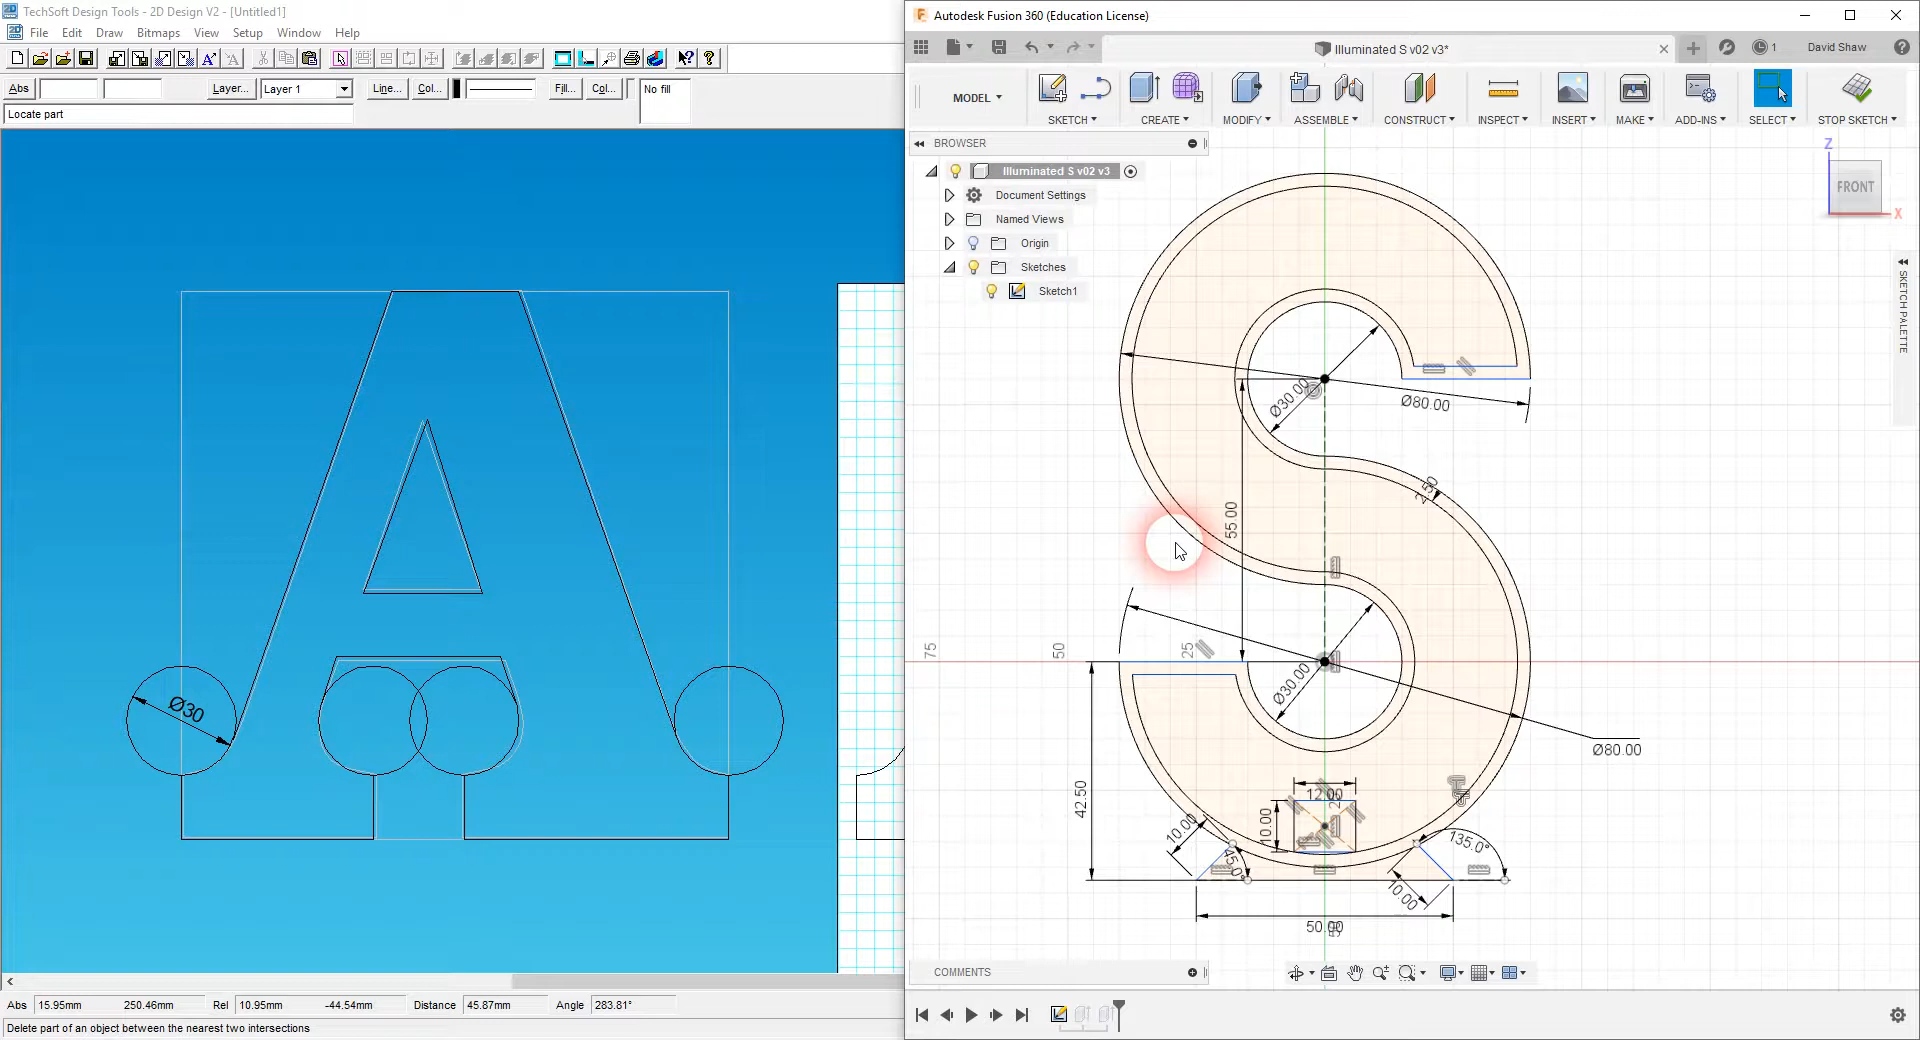 TechSoft Design Tools - 2D Design V2 - [Untitled1]
File Edit Draw Bitmaps View Setup Window Help
Abs
Layer... Layer 1
Line... Col...
Fill... Col...
No fill
Locate part
Ø30
Abs 15.95mm 250.46mm Rel 10.95mm -44.54mm Distance 45.87mm Angle 283.81°
Delete part of an object between the nearest two intersections
Autodesk Fusion 360 (Education License)
Illuminated S v02 v3*
1
David Shaw
MODEL
SKETCH CREATE MODIFY ASSEMBLE CONSTRUCT INSPECT INSERT MAKE ADD-INS SELECT STOP SKETCH
BROWSER
Illuminated S v02 v3
Document Settings
Named Views
Origin
Sketches
Sketch1
Z
FRONT
X
SKETCH PALETTE
Ø30.00
Ø80.00
2.50
55.00
75
50
25
Ø30.00
Ø80.00
42.50
12.00
10.00
10.00
45.0°
135.0°
10.00
50.00
COMMENTS